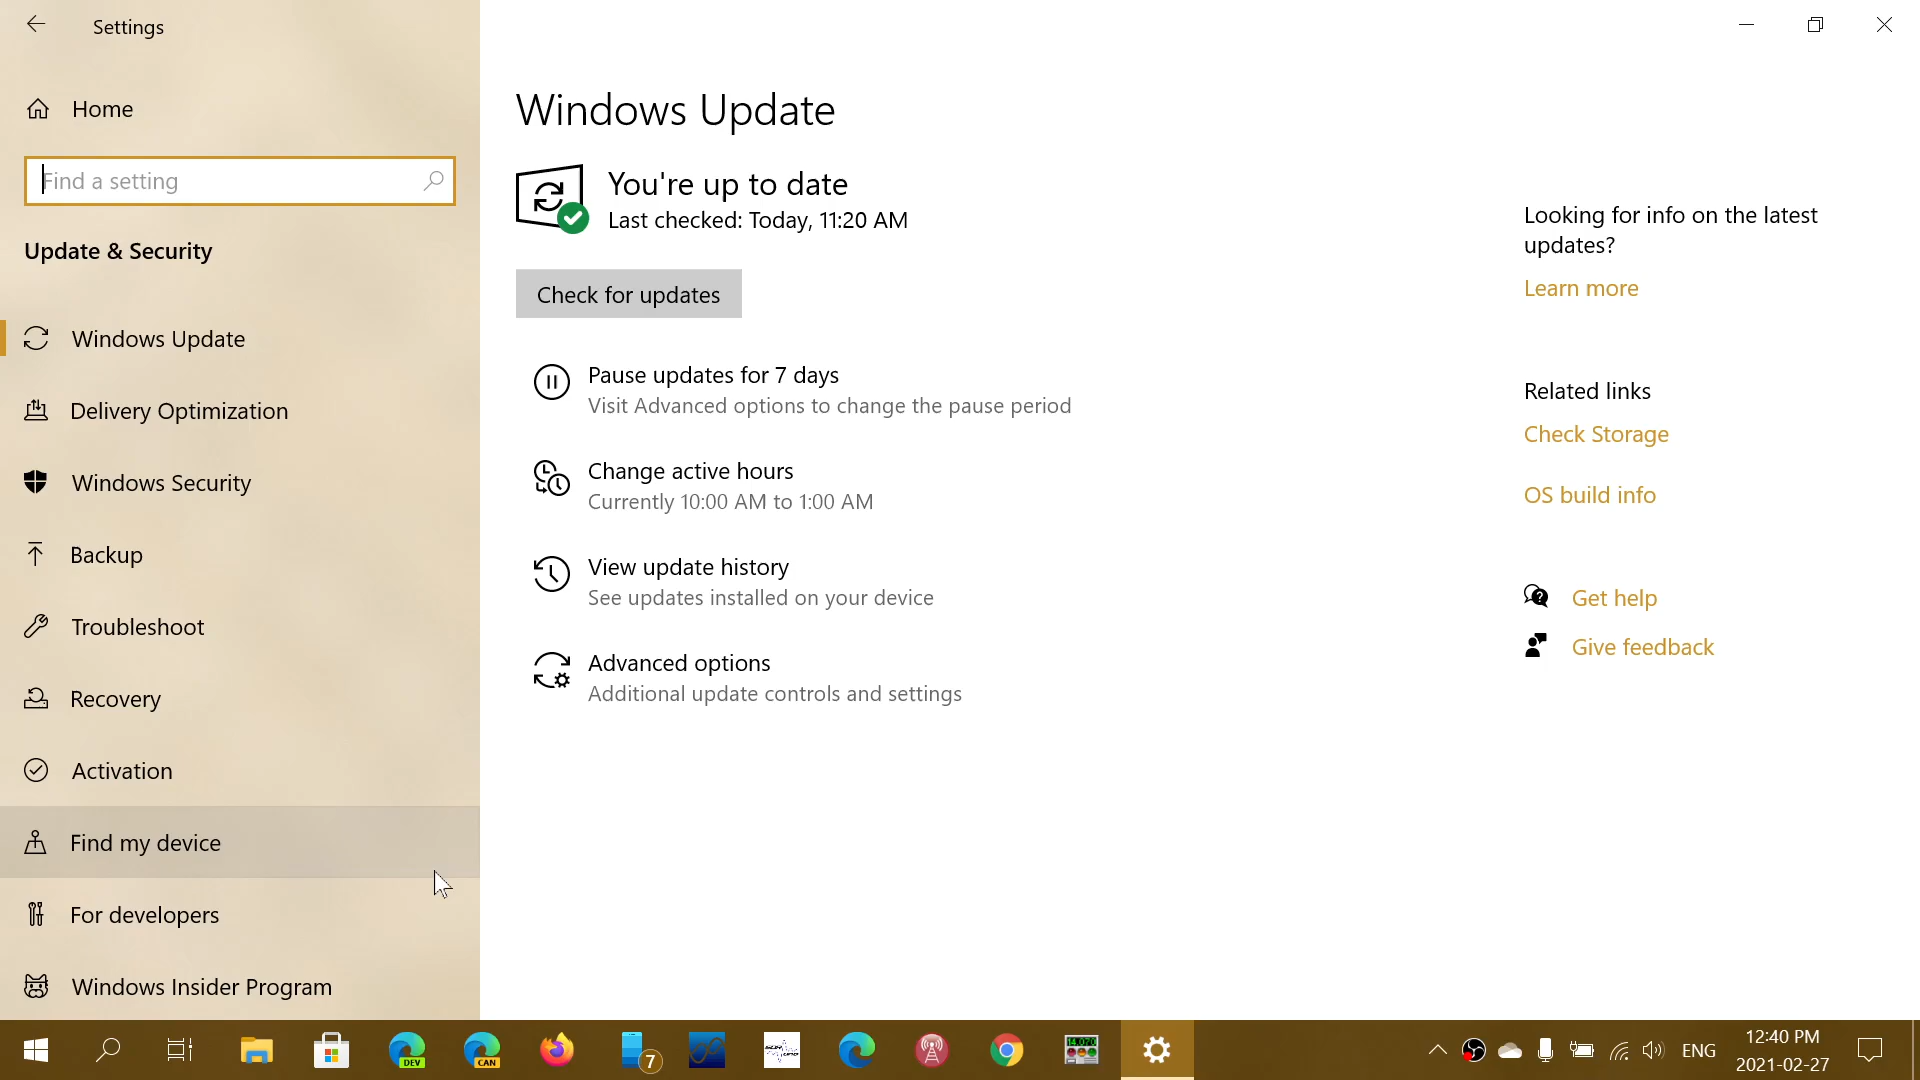 Settings
Home
Find a setting
Update & Security
Windows Update
Delivery Optimization
Windows Security
Backup
Troubleshoot
Recovery
Activation
Find my device
For developers
Windows Insider Program
Windows Update
You're up to date
Last checked: Today, 11:20 AM
Check for updates
Pause updates for 7 days
Visit Advanced options to change the pause period
Change active hours
Currently 10:00 AM to 1:00 AM
View update history
See updates installed on your device
Advanced options
Additional update controls and settings
Looking for info on the latest
updates?
Learn more
Related links
Check Storage
OS build info
Get help
Give feedback
DEV
CAN
7
14.070
ENG
12:40 PM
2021-02-27